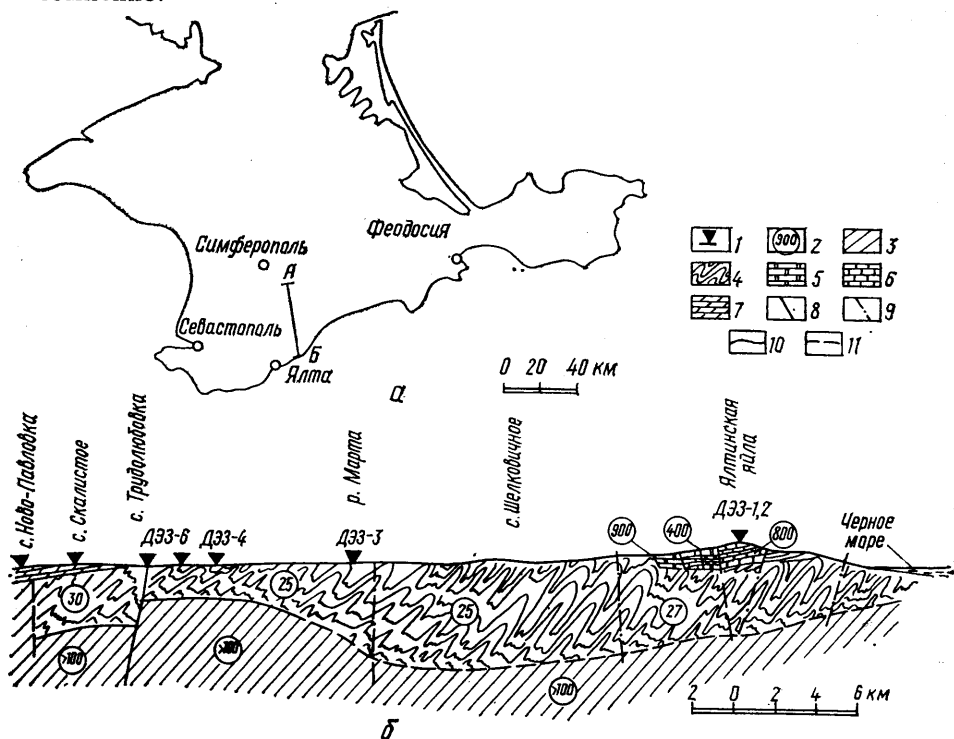 Симферополь
А
Феодосия
Севастополь
Б
Ялта
0 20 40 км
а
1 900 2 3
4 5 6
7 8 9
10 11
с. Ново-Павловка
с. Скалистое
с. Трудолюбовка
р. Марта
с. Шелковичное
Ялтинская
яйла
ДЭЗ-6 ДЭЗ-4 ДЭЗ-3 ДЭЗ-1,2
900 400 800
Черное
море
30 25 25 27
>100 >100 >100
2 0 2 4 6 км
б